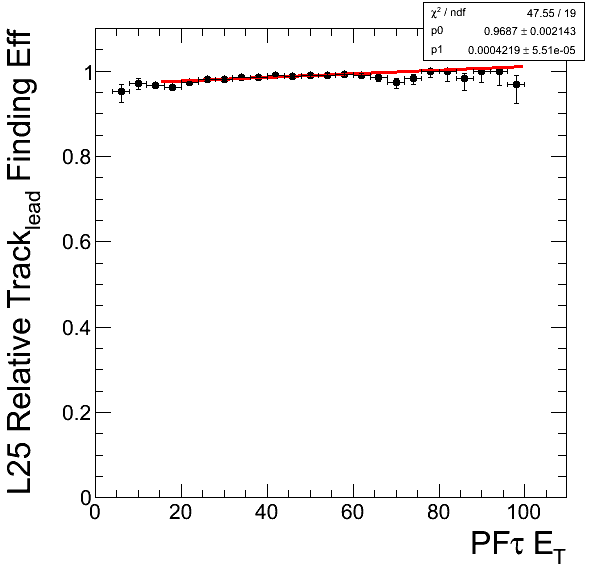 χ² / ndf 47.55 / 19
p0 0.9687 ± 0.002143
p1 0.0004219 ± 5.51e-05
L25 Relative Track_lead Finding Eff
1
0.8
0.6
0.4
0.2
0
0 20 40 60 80 100
PFτ E_T